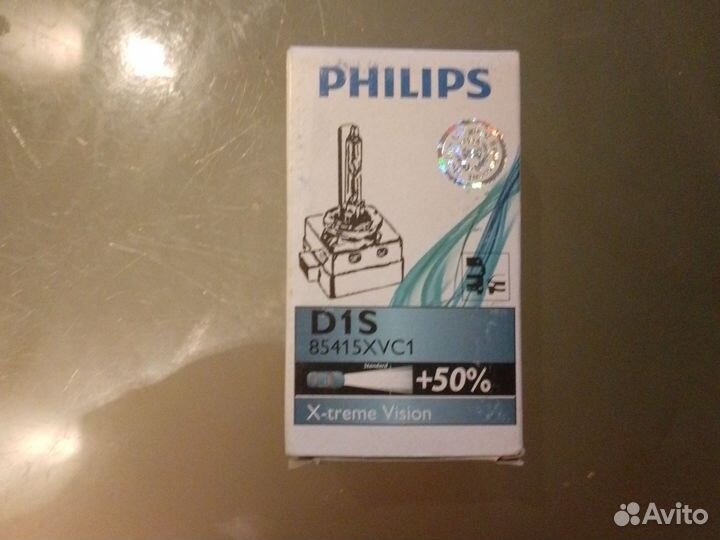 PHILIPS
D1S
85415XVC1
Standard
+50%
X-treme Vision
Avito